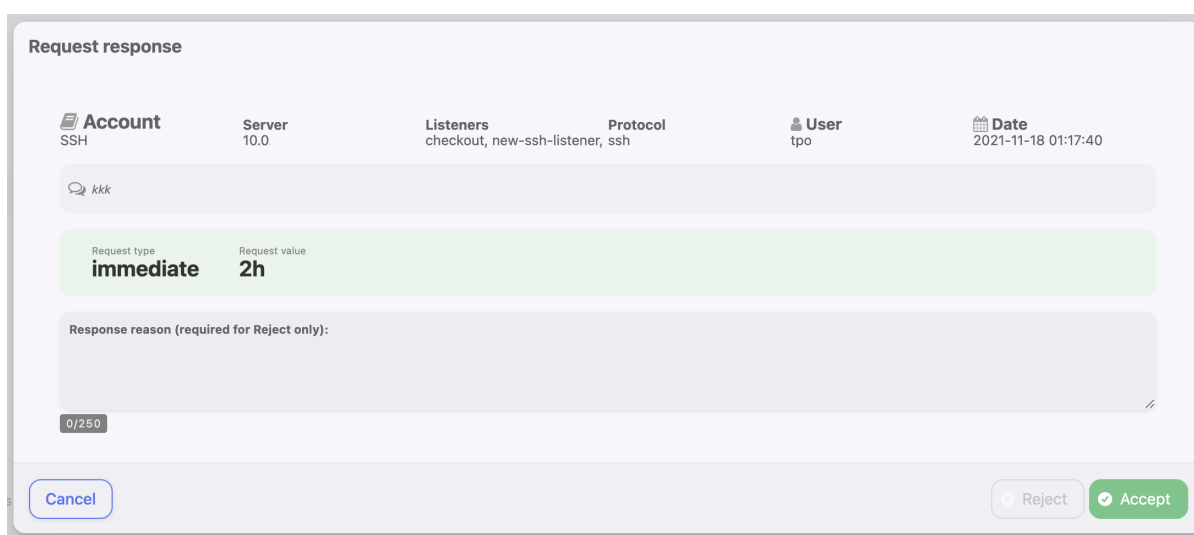 Request response
Account Server Listeners Protocol User Date
SSH 10.0 checkout, new-ssh-listener, ssh tpo 2021-11-18 01:17:40
kkk
Request type Request value
immediate 2h
Response reason (required for Reject only):
0/250
s
Cancel Reject Accept